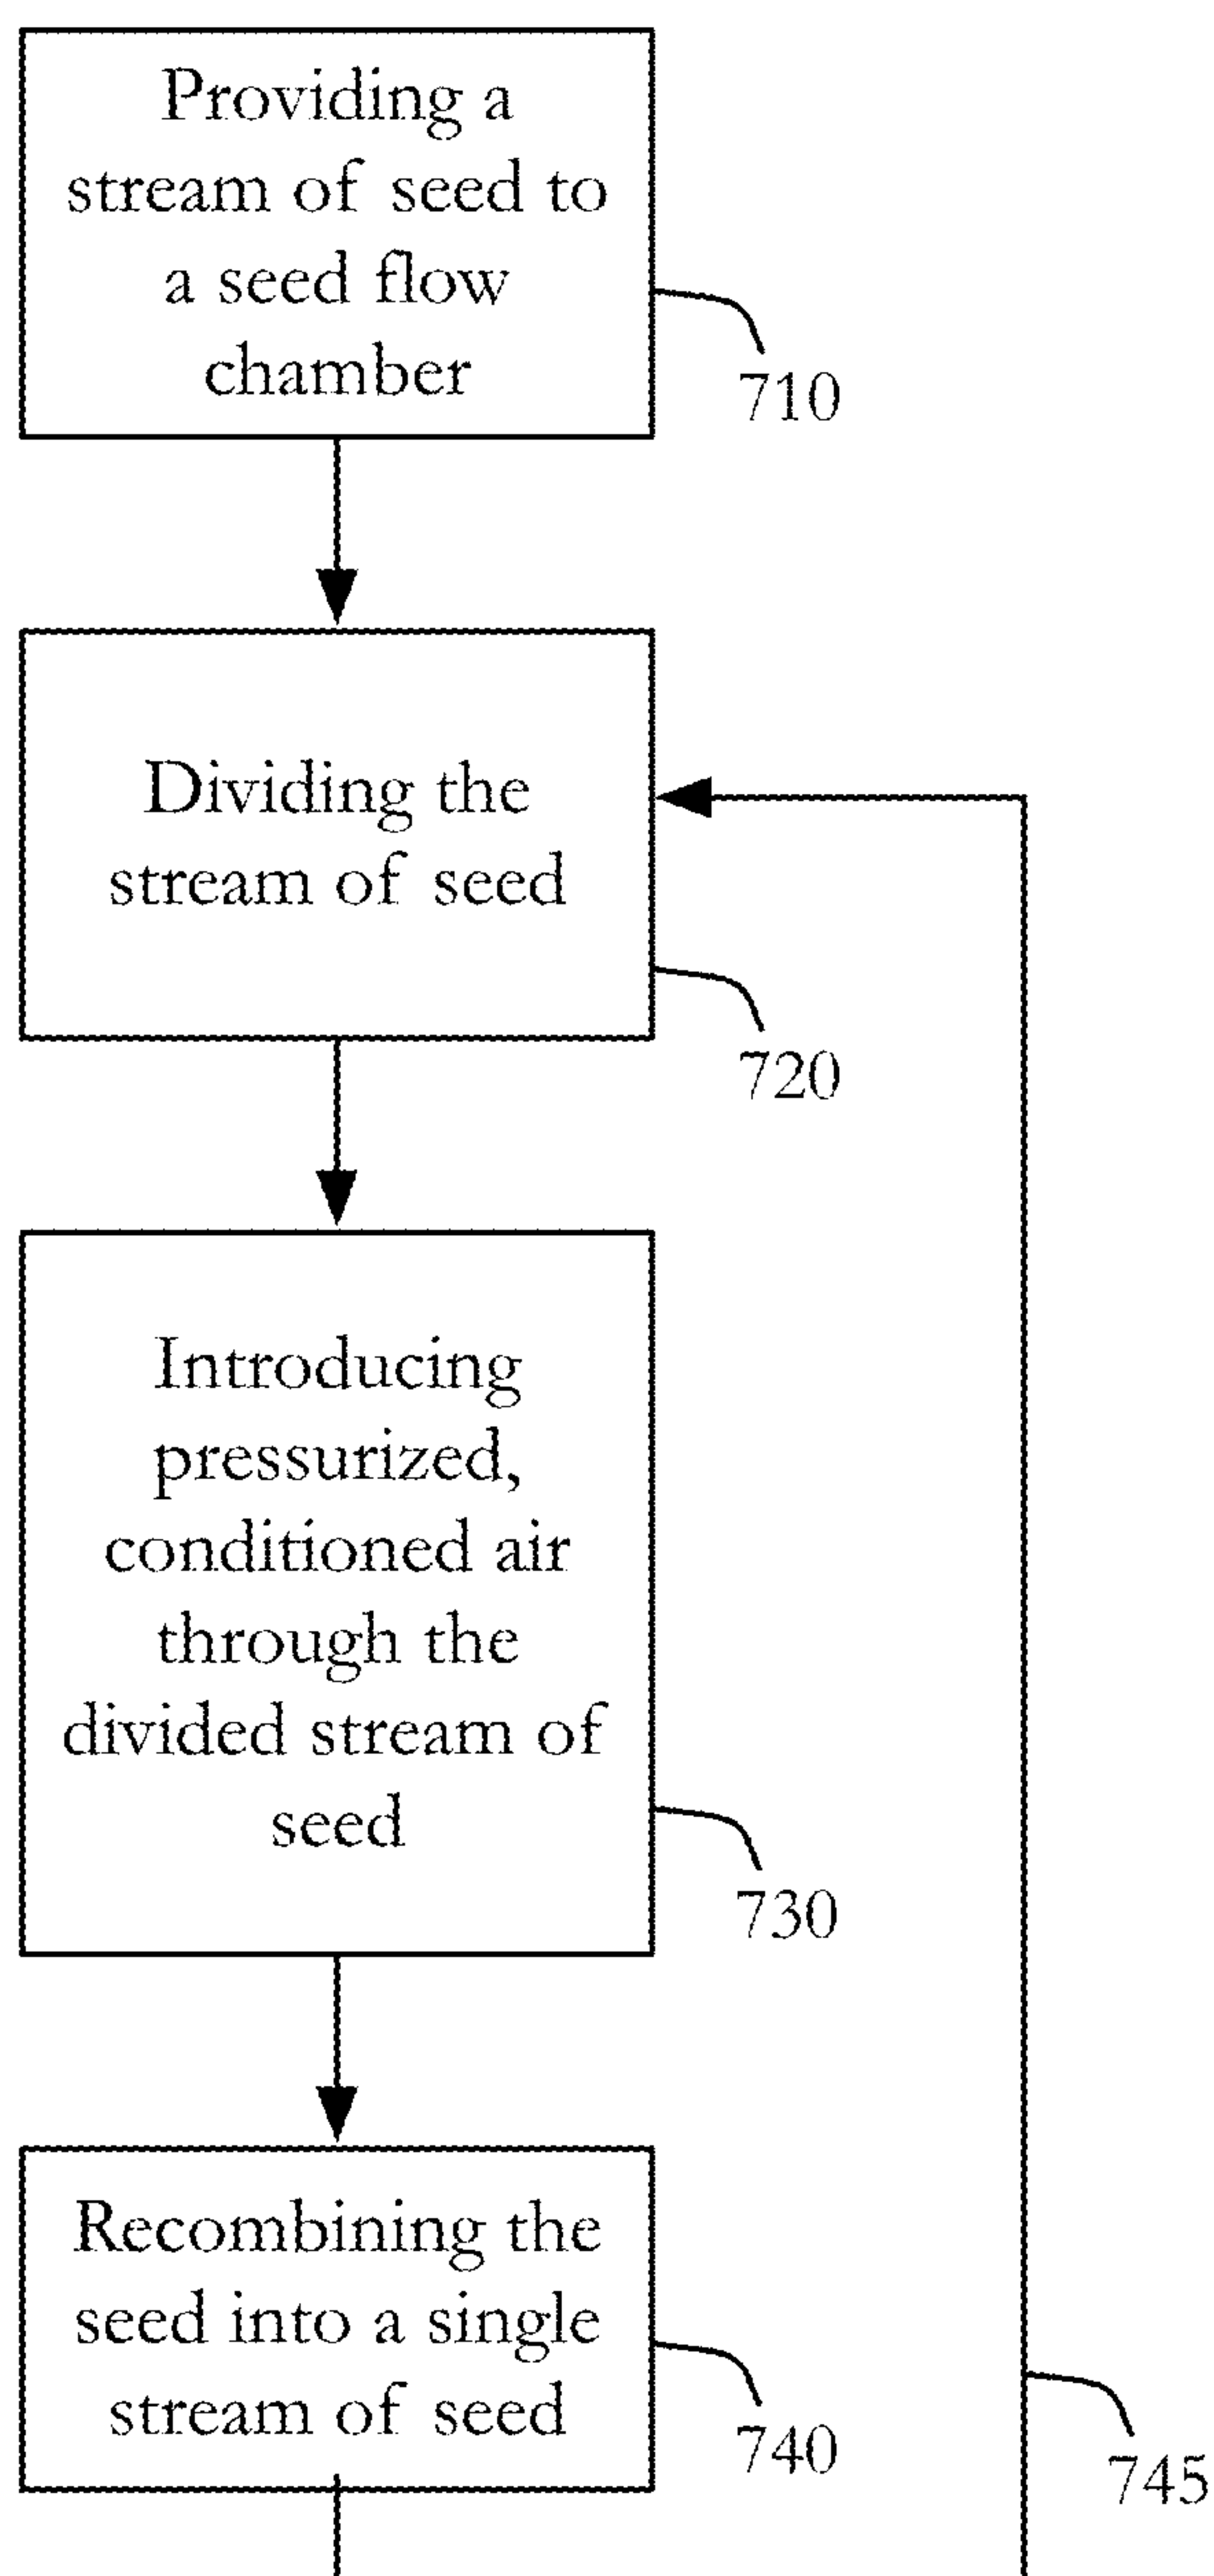 Providing a
stream of seed to
a seed flow
chamber
710
Dividing the
stream of seed
720
Introducing
pressurized,
conditioned air
through the
divided stream of
seed
730
Recombining the
seed into a single
stream of seed
740
745